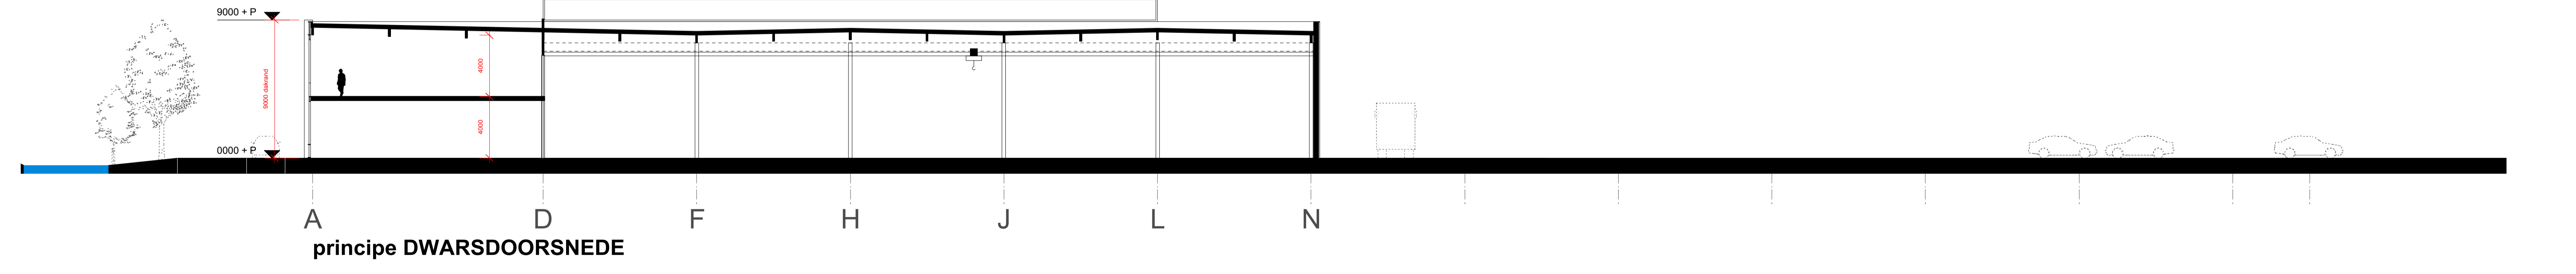 9000 + P
9000 dakrand
4000
4000
0000 + P
A D F H J L N
principe DWARSDOORSNEDE